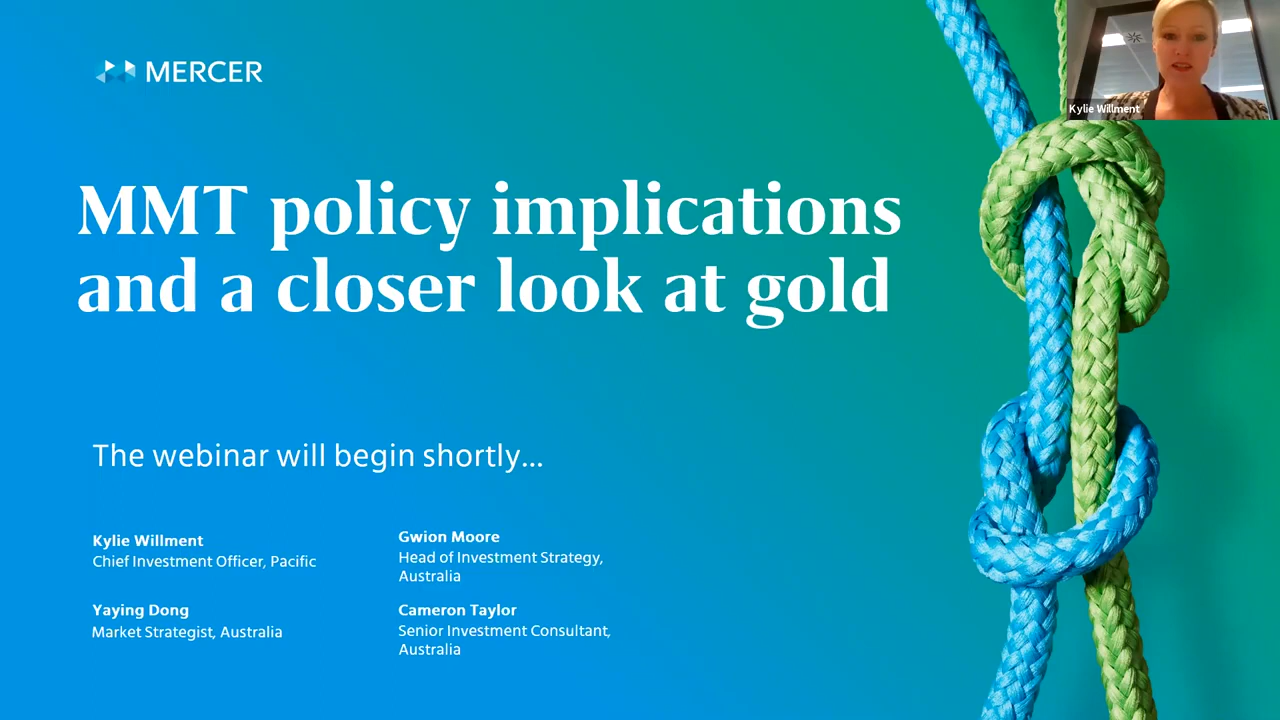 MERCER
Kylie Willment
MMT policy implications
and a closer look at gold
The webinar will begin shortly...
Kylie Willment
Chief Investment Officer, Pacific
Gwion Moore
Head of Investment Strategy,
Australia
Yaying Dong
Market Strategist, Australia
Cameron Taylor
Senior Investment Consultant,
Australia